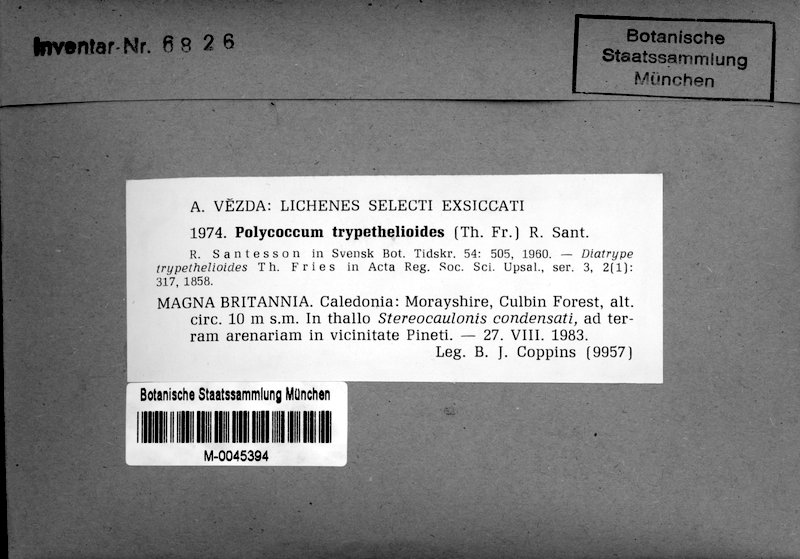 Inventar-Nr. 6826
Botanische
Staatssammlung
München
A. VĚZDA: LICHENES SELECTI EXSICCATI
1974. Polycoccum trypethelioides (Th. Fr.) R. Sant.
R. Santesson in Svensk Bot. Tidskr. 54: 505, 1960. — Diatrype
trypethelioides Th. Fries in Acta Reg. Soc. Sci. Upsal., ser. 3, 2(1):
317, 1858.
MAGNA BRITANNIA. Caledonia: Morayshire, Culbin Forest, alt.
circ. 10 m s.m. In thallo Stereocaulonis condensati, ad ter-
ram arenariam in vicinitate Pineti. — 27. VIII. 1983.
Leg. B. J. Coppins (9957)
Botanische Staatssammlung München
M-0045394